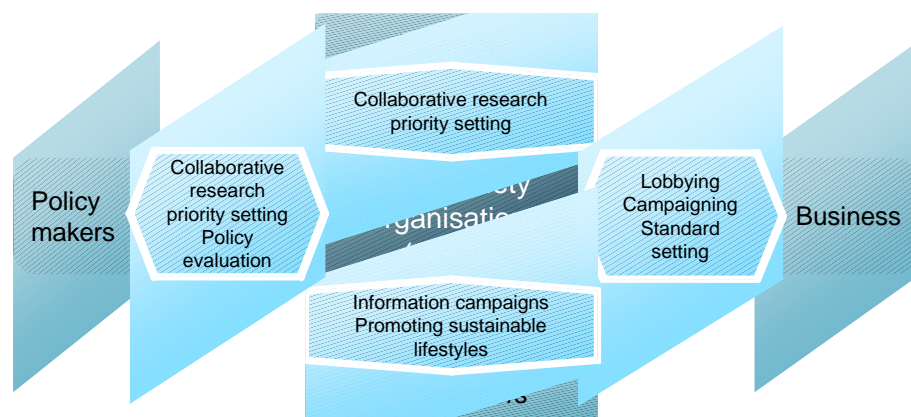 Collaborative research
priority setting
Policy
makers
Collaborative
research
priority setting
Policy
evaluation
Lobbying
Campaigning
Standard
setting
Business
Information campaigns
Promoting sustainable
lifestyles